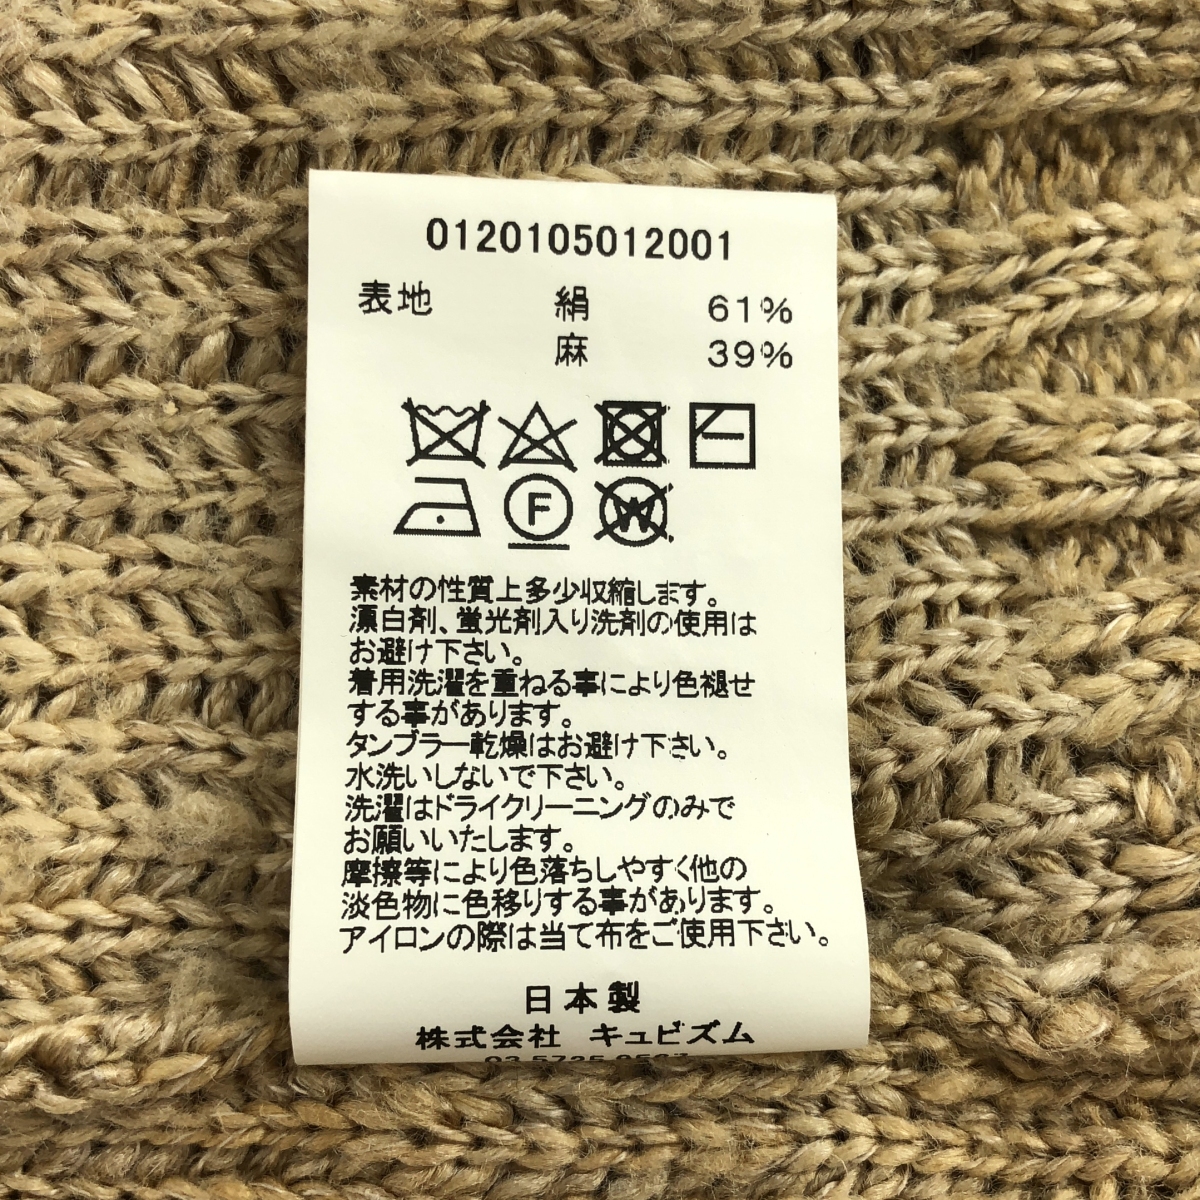 0120105012001
表地 絹 61%
麻 39%
F W
素材の性質上多少収縮します。
漂白剤、蛍光剤入り洗剤の使用は
お避け下さい。
着用洗濯を重ねる事により色褪せ
する事があります。
タンブラー乾燥はお避け下さい。
水洗いしないで下さい。
洗濯はドライクリーニングのみで
お願いいたします。
摩擦等により色落ちしやすく他の
淡色物に色移りする事があります。
アイロンの際は当て布をご使用下さい。
日本製
株式会社 キュビズム